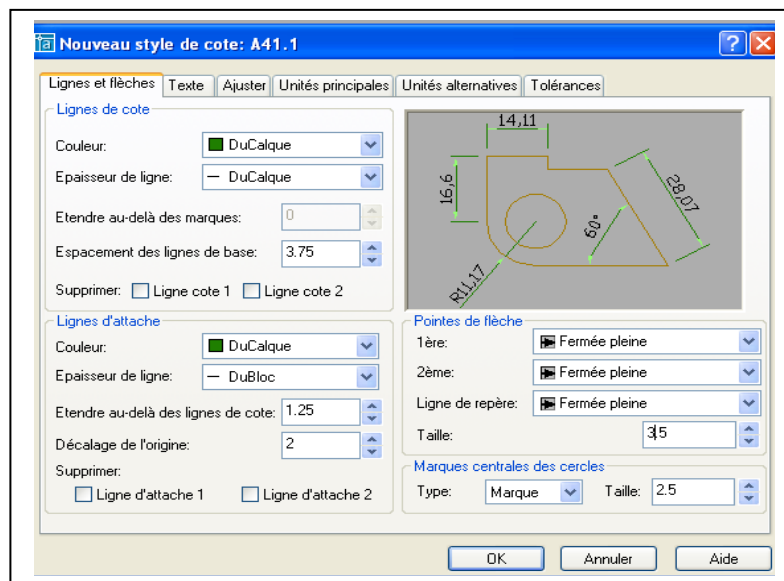 Nouveau style de cote: A41.1
Lignes et flèches Texte Ajuster Unités principales Unités alternatives Tolérances
Lignes de cote
Couleur: DuCalque
Epaisseur de ligne: DuCalque
Etendre au-delà des marques: 0
Espacement des lignes de base: 3.75
Supprimer: Ligne cote 1 Ligne cote 2
14,11
16,6
28,07
60°
R11,17
Lignes d'attache
Couleur: DuCalque
Epaisseur de ligne: DuBloc
Etendre au-delà des lignes de cote: 1.25
Décalage de l'origine: 2
Supprimer:
Ligne d'attache 1 Ligne d'attache 2
Pointes de flèche
1ère: Fermée pleine
2ème: Fermée pleine
Ligne de repère: Fermée pleine
Taille: 3.5
Marques centrales des cercles
Type: Marque Taille: 2.5
OK Annuler Aide